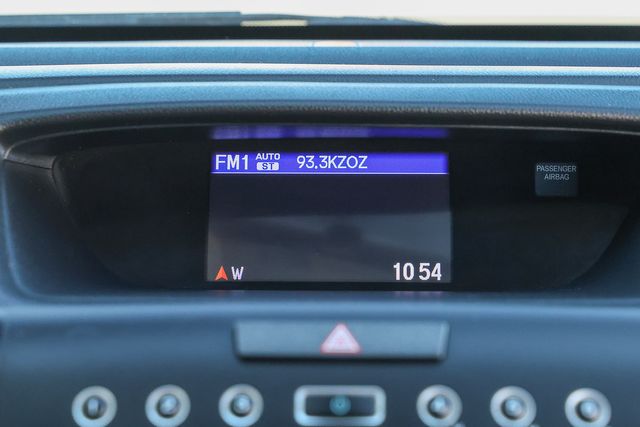 FM1 AUTO ST 93.3KZOZ
PASSENGER
AIRBAG
W 10 54